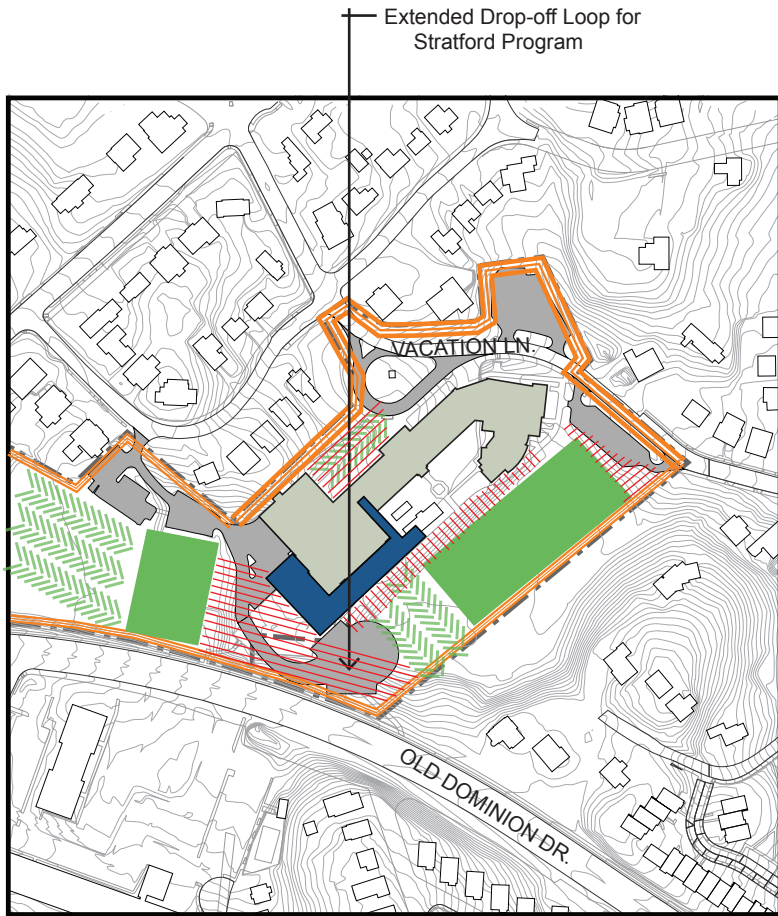 Extended Drop-off Loop for
Stratford Program
VACATION LN.
OLD DOMINION DR.